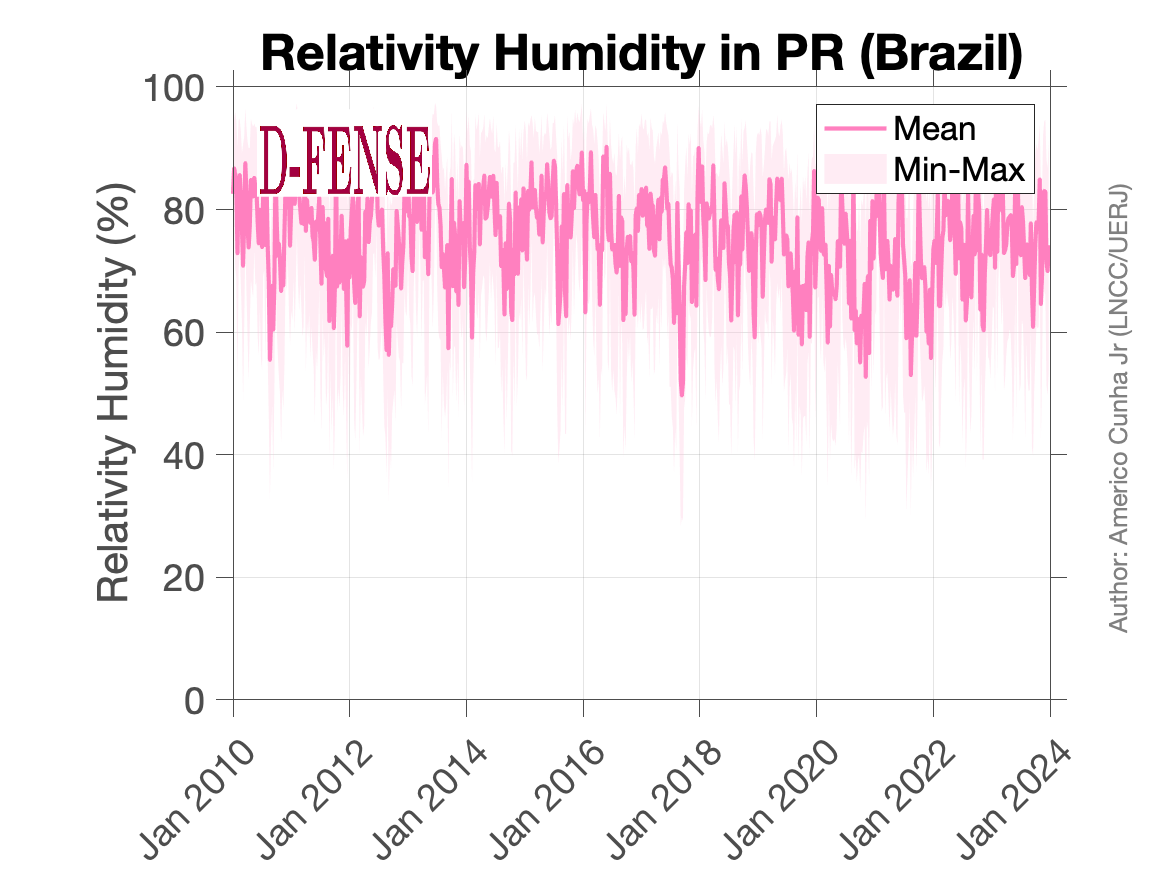 Relativity Humidity in PR (Brazil)
D-FENSE
Mean
Min-Max
100
80
60
40
20
0
Relativity Humidity (%)
Jan 2010
Jan 2012
Jan 2014
Jan 2016
Jan 2018
Jan 2020
Jan 2022
Jan 2024
Author: Americo Cunha Jr (LNCC/UERJ)